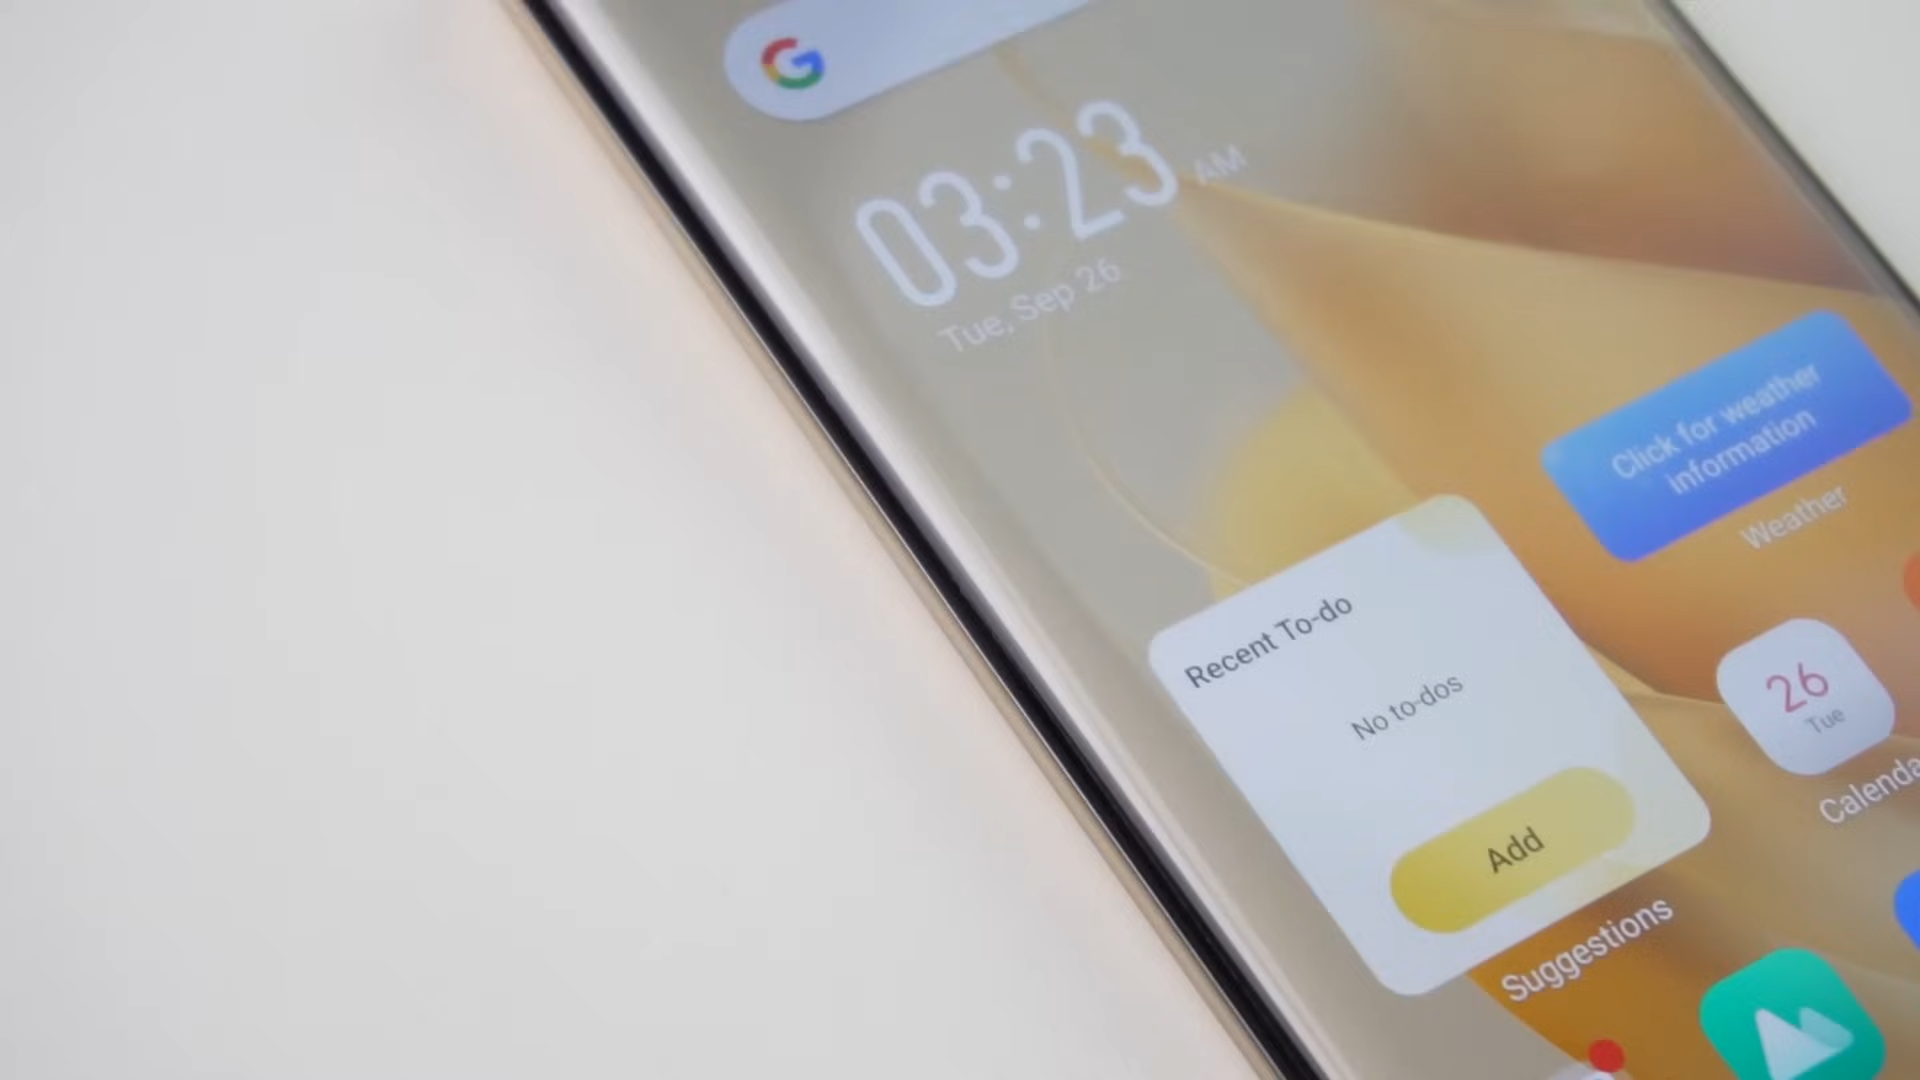 G
03:23 AM
Tue, Sep 26
Click for weather
information
Weather
Recent To-do
No to-dos
Add
Suggestions
26
Tue
Calenda